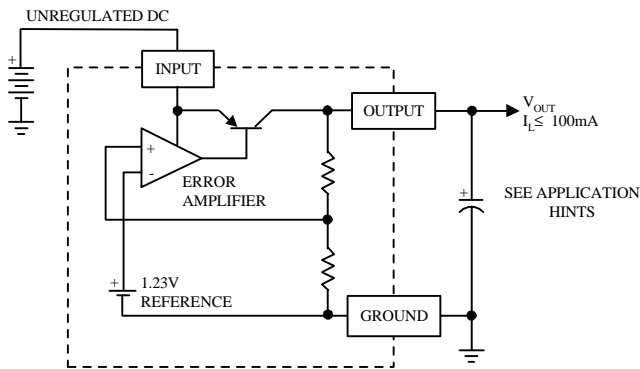 UNREGULATED DC
+
INPUT
OUTPUT
V_OUT
I_L≤ 100mA
+
-
ERROR
AMPLIFIER
+
SEE APPLICATION
HINTS
+
1.23V
REFERENCE
GROUND